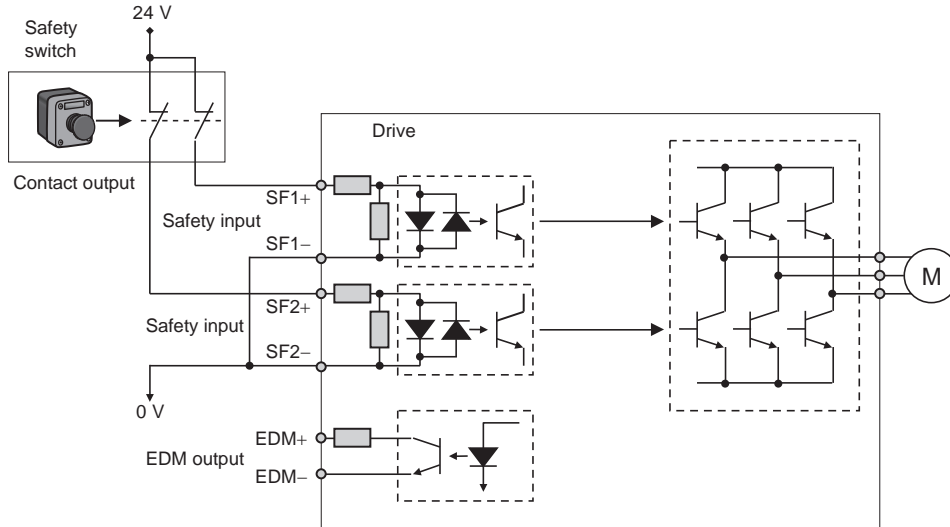 24 V
Safety
switch
Drive
Contact output
SF1+
Safety input
SF1−
SF2+
Safety input
SF2−
0 V
M
EDM+
EDM output
EDM−